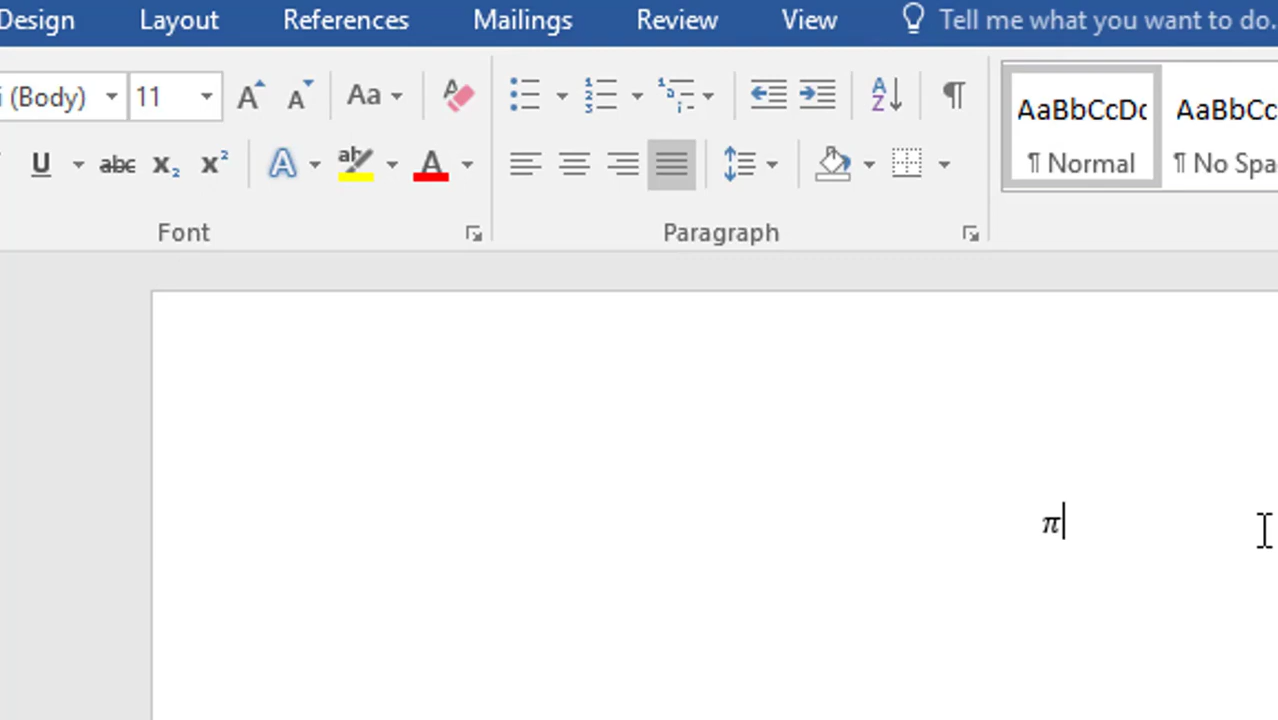 Design Layout References Mailings Review View Tell me what you want to do.
i (Body) 11 Aa AaBbCcDc AaBbCc
U abc x₂ x² A aby A ¶ Normal ¶ No Spa
Font Paragraph
π